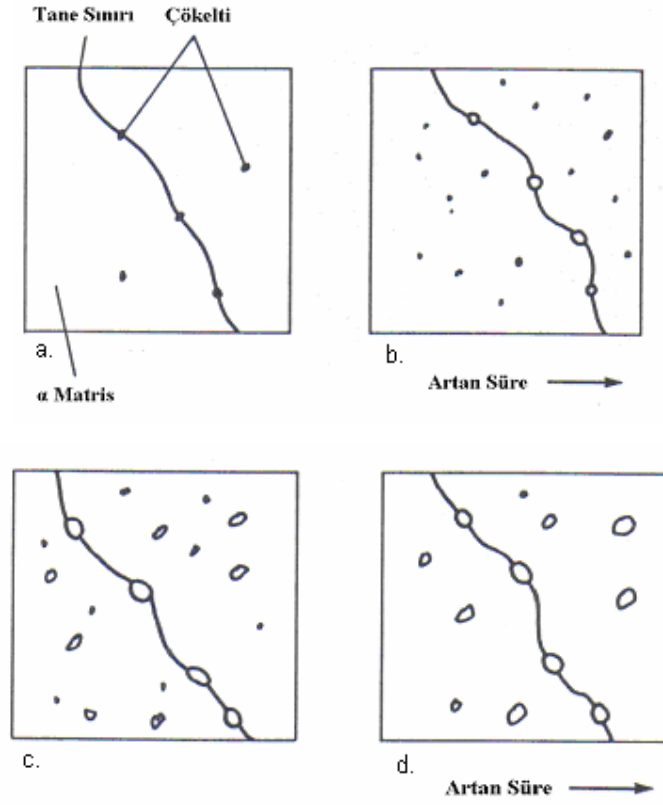 Tane Sınırı Çökelti
a.
b.
α Matris
Artan Süre
c.
d.
Artan Süre